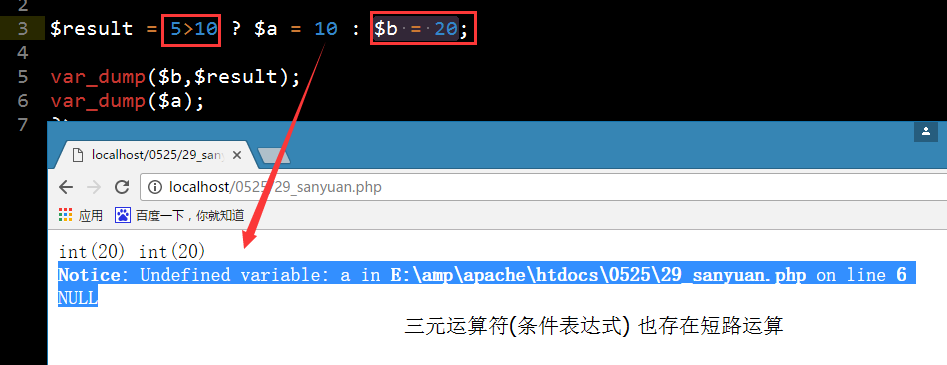 2
3 $result = 5>10 ? $a = 10 : $b = 20;
4
5 var_dump($b,$result);
6 var_dump($a);
7 ?>
localhost/0525/29_sanyu
localhost/0525/29_sanyuan.php
应用 百度一下，你就知道
int(20) int(20)
Notice: Undefined variable: a in E:\amp\apache\htdocs\0525\29_sanyuan.php on line 6
NULL
三元运算符(条件表达式) 也存在短路运算